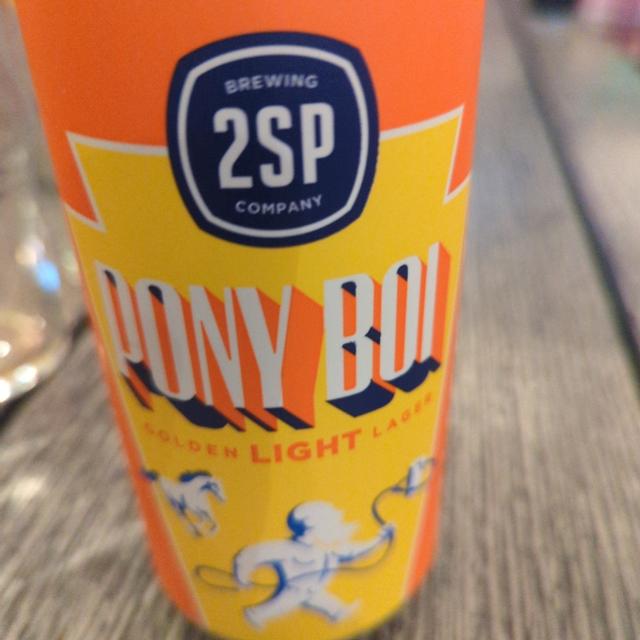 BREWING
2SP
COMPANY
PONY BOI
GOLDEN LIGHT LAGER